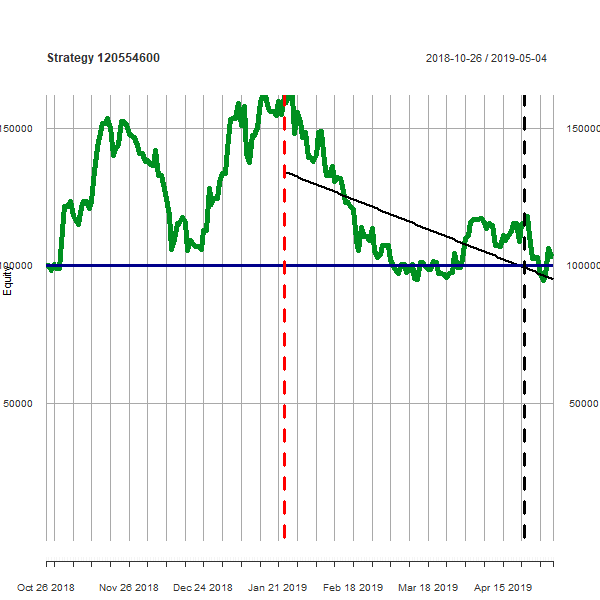 Strategy 120554600
2018-10-26 / 2019-05-04
150000
150000
100000
100000
Equity
50000
50000
Oct 26 2018
Nov 26 2018
Dec 24 2018
Jan 21 2019
Feb 18 2019
Mar 18 2019
Apr 15 2019